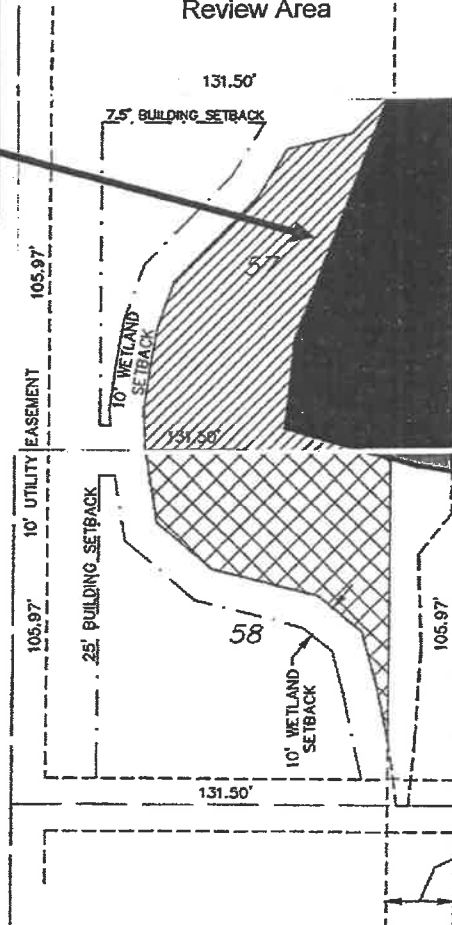 Review Area
131.50'
7.5' BUILDING SETBACK
105.97'
57
10' WETLAND
SETBACK
131.50'
10' UTILITY EASEMENT
25' BUILDING SETBACK
105.97'
58
105.97'
10' WETLAND
SETBACK
131.50'